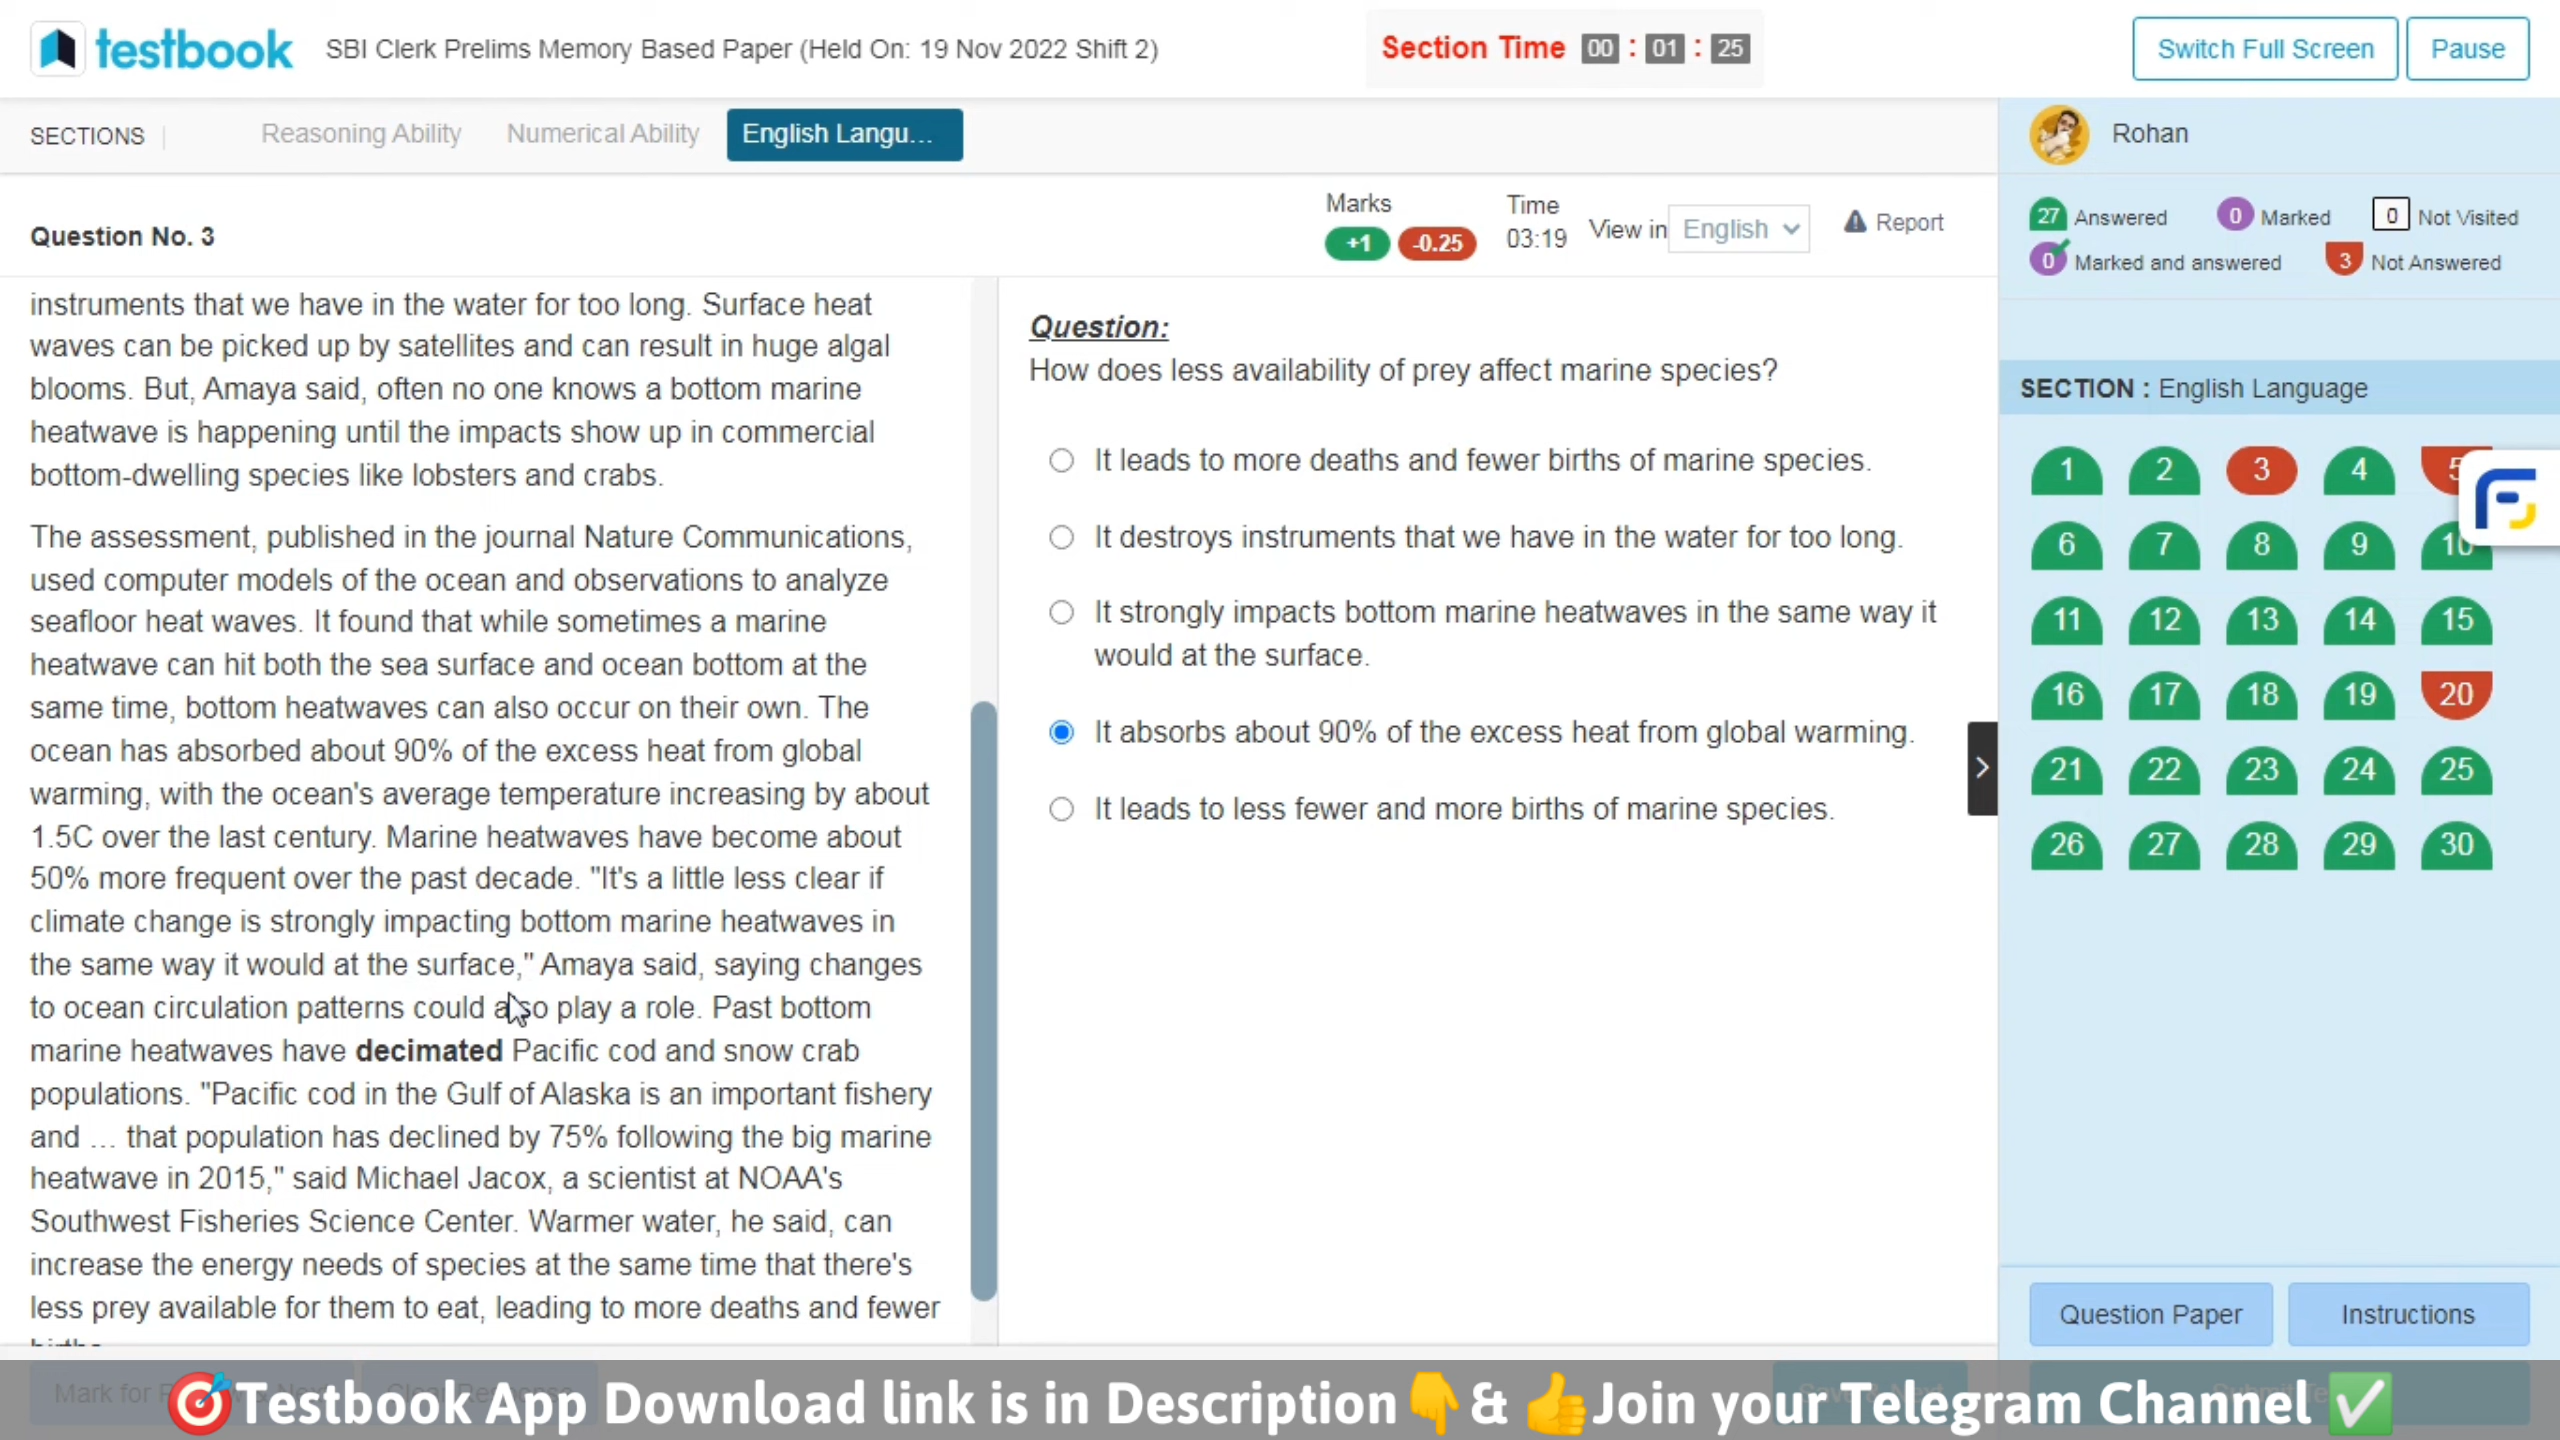 testbook SBI Clerk Prelims Memory Based Paper (Held On: 19 Nov 2022 Shift 2) Section Time 00 : 01 : 25 Switch Full Screen Pause
SECTIONS Reasoning Ability Numerical Ability English Langu... Rohan
Question No. 3
Marks
+1 -0.25
Time
03:19
View in English Report
27 Answered 0 Marked 0 Not Visited
0 Marked and answered 3 Not Answered
instruments that we have in the water for too long. Surface heat
waves can be picked up by satellites and can result in huge algal
blooms. But, Amaya said, often no one knows a bottom marine
heatwave is happening until the impacts show up in commercial
bottom-dwelling species like lobsters and crabs.
The assessment, published in the journal Nature Communications,
used computer models of the ocean and observations to analyze
seafloor heat waves. It found that while sometimes a marine
heatwave can hit both the sea surface and ocean bottom at the
same time, bottom heatwaves can also occur on their own. The
ocean has absorbed about 90% of the excess heat from global
warming, with the ocean's average temperature increasing by about
1.5C over the last century. Marine heatwaves have become about
50% more frequent over the past decade. "It's a little less clear if
climate change is strongly impacting bottom marine heatwaves in
the same way it would at the surface," Amaya said, saying changes
to ocean circulation patterns could also play a role. Past bottom
marine heatwaves have decimated Pacific cod and snow crab
populations. "Pacific cod in the Gulf of Alaska is an important fishery
and ... that population has declined by 75% following the big marine
heatwave in 2015," said Michael Jacox, a scientist at NOAA's
Southwest Fisheries Science Center. Warmer water, he said, can
increase the energy needs of species at the same time that there's
less prey available for them to eat, leading to more deaths and fewer
Question:
How does less availability of prey affect marine species?
It leads to more deaths and fewer births of marine species.
It destroys instruments that we have in the water for too long.
It strongly impacts bottom marine heatwaves in the same way it
would at the surface.
It absorbs about 90% of the excess heat from global warming.
It leads to less fewer and more births of marine species.
SECTION : English Language
1 2 3 4 5
6 7 8 9 10
11 12 13 14 15
16 17 18 19 20
21 22 23 24 25
26 27 28 29 30
Question Paper Instructions
Mark for
Testbook App Download link is in Description & Join your Telegram Channel